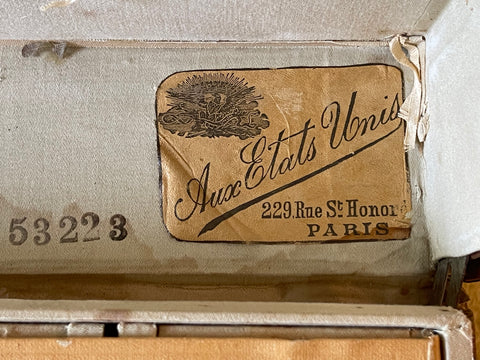 Aux Etats Unis
229. Rue St. Honor
PARIS
53223